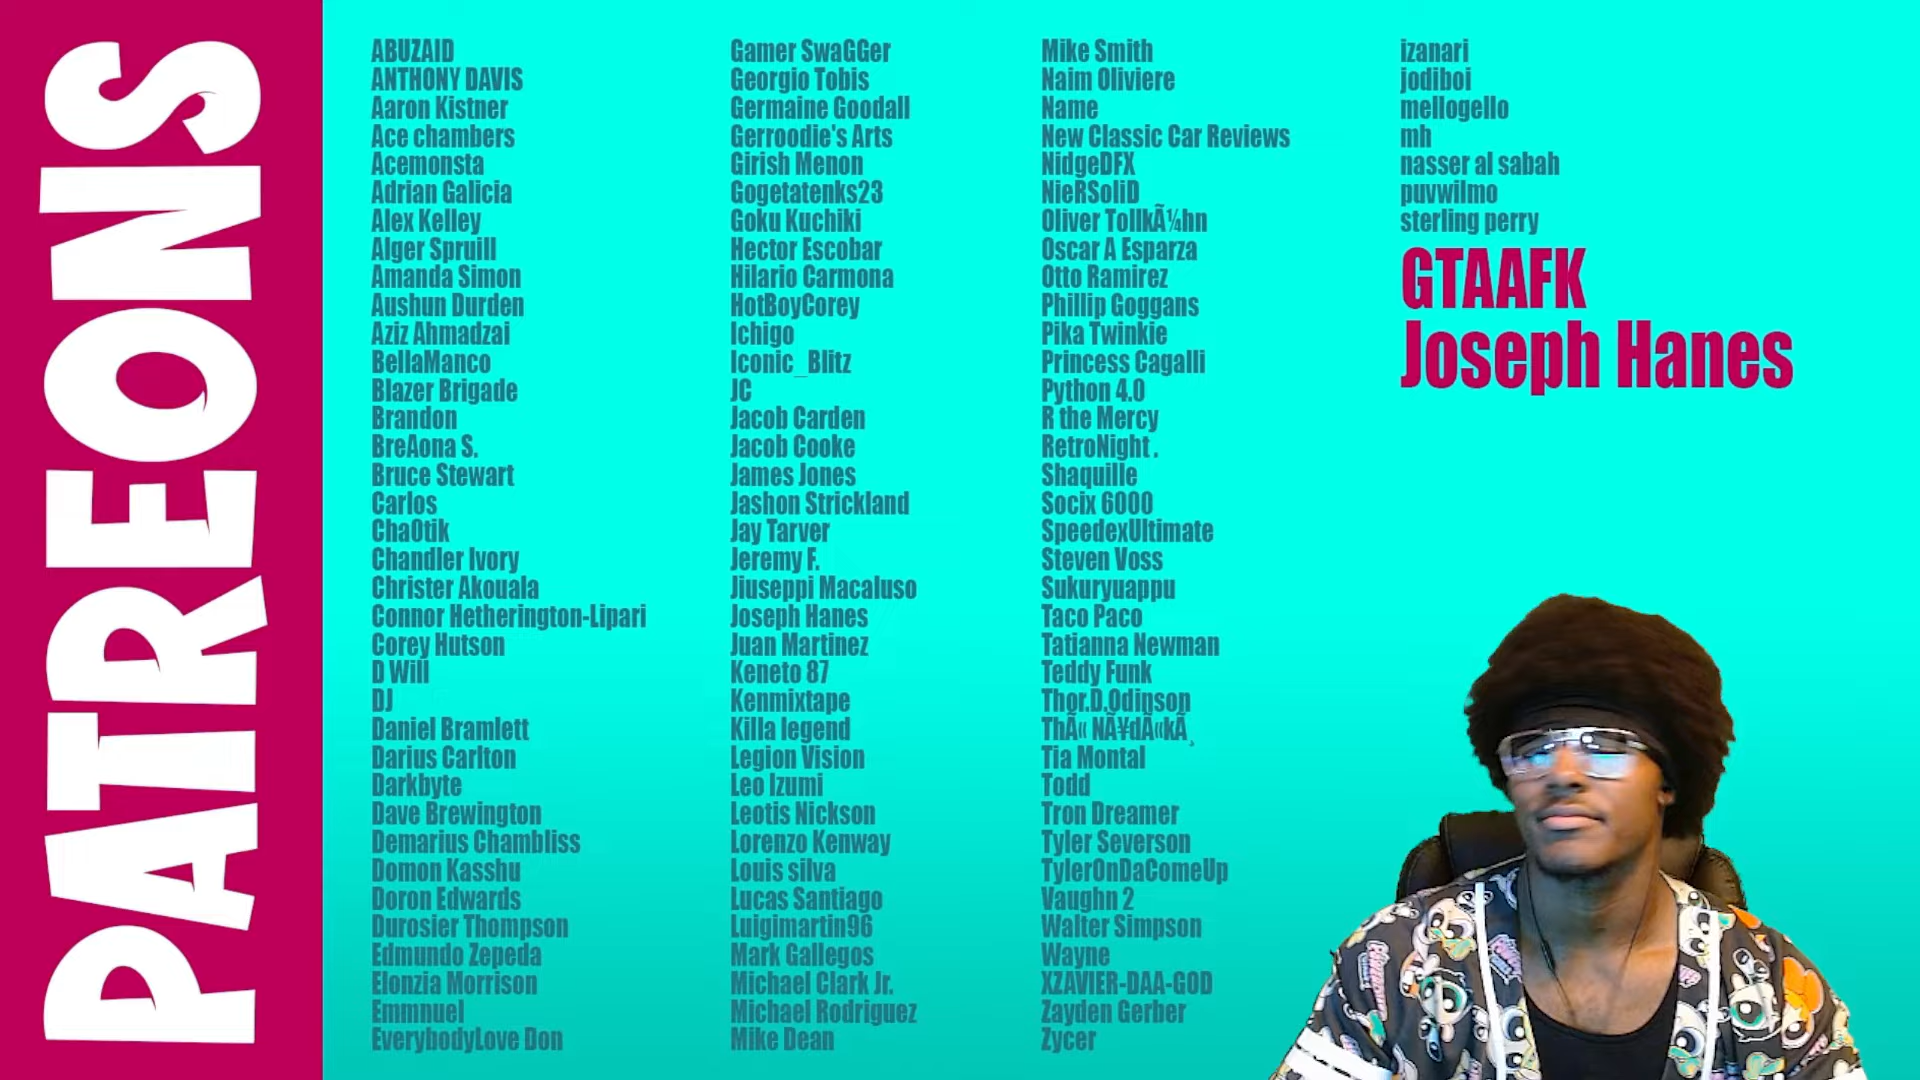 PATREONS
ABUZAID
ANTHONY DAVIS
Aaron Kistner
Ace chambers
Acemonsta
Adrian Galicia
Alex Kelley
Alger Spruill
Amanda Simon
Aushun Durden
Aziz Ahmadzai
BellaManco
Blazer Brigade
Brandon
BreAona S.
Bruce Stewart
Carlos
Cha0tik
Chandler Ivory
Christer Akouala
Connor Hetherington-Lipari
Corey Hutson
D Will
DJ
Daniel Bramlett
Darius Carlton
Darkbyte
Dave Brewington
Demarius Chambliss
Domon Kasshu
Doron Edwards
Durosier Thompson
Edmundo Zepeda
Elonzia Morrison
Emmnuel
EverybodyLove Don
Gamer SwaGGer
Georgio Tobis
Germaine Goodall
Gerroodie's Arts
Girish Menon
Gogetatenks23
Goku Kuchiki
Hector Escobar
Hilario Carmona
HotBoyCorey
Ichigo
Iconic_Blitz
JC
Jacob Carden
Jacob Cooke
James Jones
Jashon Strickland
Jay Tarver
Jeremy F.
Jiuseppi Macaluso
Joseph Hanes
Juan Martinez
Keneto 87
Kenmixtape
Killa legend
Legion Vision
Leo Izumi
Leotis Nickson
Lorenzo Kenway
Louis silva
Lucas Santiago
Luigimartin96
Mark Gallegos
Michael Clark Jr.
Michael Rodriguez
Mike Dean
Mike Smith
Naim Oliviere
Name
New Classic Car Reviews
NidgeDFX
NieRSoliD
Oliver TollkÃ¼hn
Oscar A Esparza
Otto Ramirez
Phillip Goggans
Pika Twinkie
Princess Cagalli
Python 4.0
R the Mercy
RetroNight .
Shaquille
Socix 6000
SpeedexUltimate
Steven Voss
Sukuryuappu
Taco Paco
Tatianna Newman
Teddy Funk
Thor.D.Odinson
ThÃ« NÃ¥dÃ«kÃ¸
Tia Montal
Todd
Tron Dreamer
Tyler Severson
TylerOnDaComeUp
Vaughn 2
Walter Simpson
Wayne
XZAVIER-DAA-GOD
Zayden Gerber
Zycer
izanari
jodiboi
mellogello
mh
nasser al sabah
puvwilmo
sterling perry
GTAAFK
Joseph Hanes